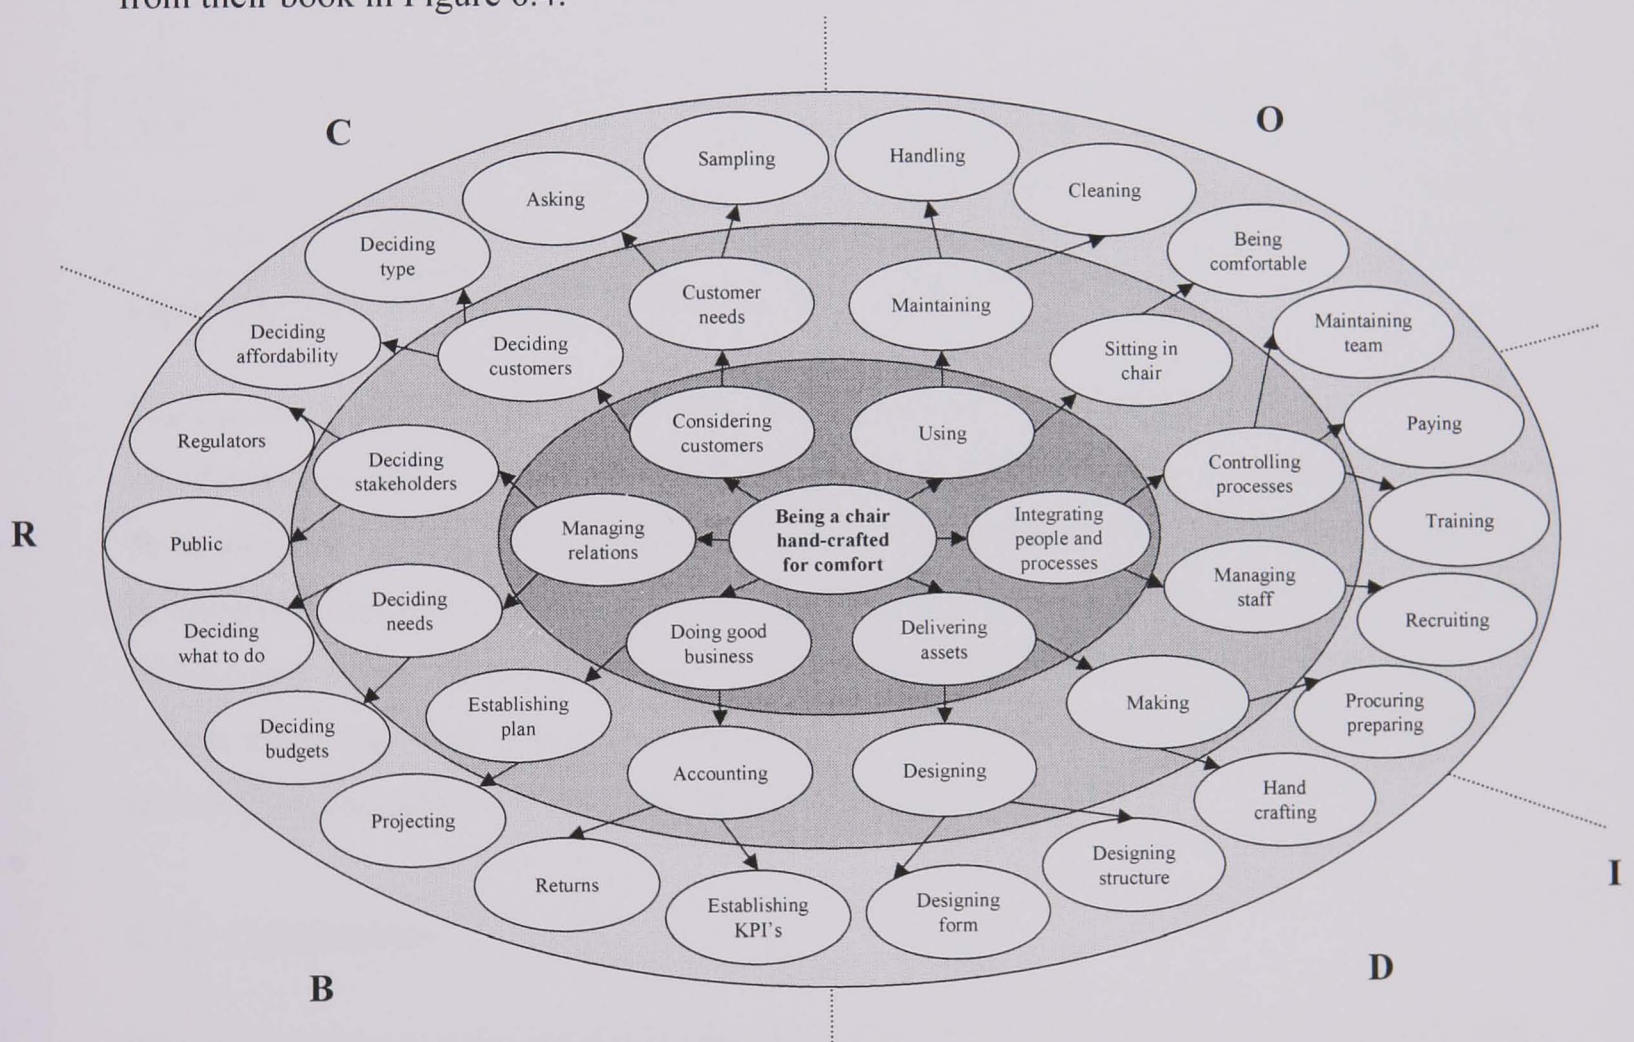 from their book in Figure 6.4.
C
O
Sampling
Handling
Asking
Cleaning
Deciding
type
Being
comfortable
Customer
needs
Maintaining
Maintaining
team
Deciding
affordability
Deciding
customers
Sitting in
chair
Considering
customers
Using
Paying
Regulators
Deciding
stakeholders
Controlling
processes
Training
R
Public
Managing
relations
Being a chair
hand-crafted
for comfort
Integrating
people and
processes
Deciding
needs
Managing
staff
Deciding
what to do
Doing good
business
Delivering
assets
Recruiting
Establishing
plan
Making
Procuring
preparing
Deciding
budgets
Accounting
Designing
Hand
crafting
Projecting
Returns
Designing
structure
I
Establishing
KPI's
Designing
form
B
D